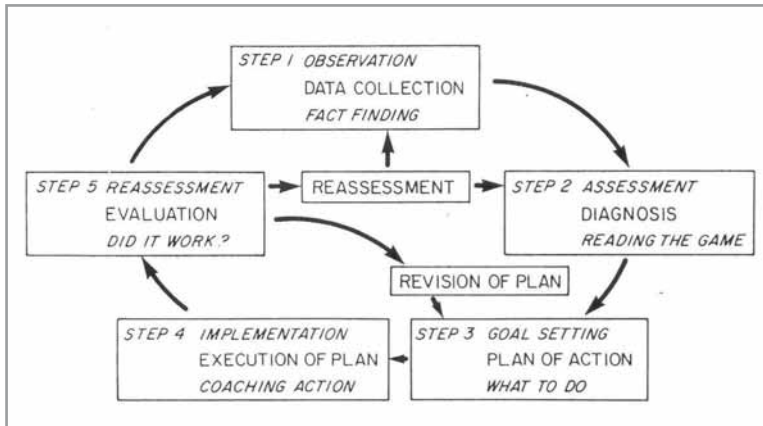 STEP 1 OBSERVATION
DATA COLLECTION
FACT FINDING
STEP 5 REASSESSMENT
EVALUATION
DID IT WORK?
REASSESSMENT
STEP 2 ASSESSMENT
DIAGNOSIS
READING THE GAME
REVISION OF PLAN
STEP 4 IMPLEMENTATION
EXECUTION OF PLAN
COACHING ACTION
STEP 3 GOAL SETTING
PLAN OF ACTION
WHAT TO DO